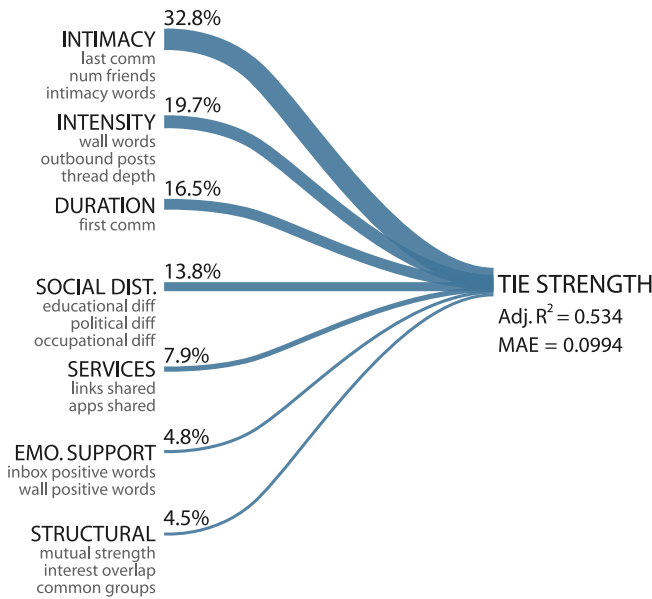 32.8%
INTIMACY
last comm
num friends
intimacy words
19.7%
INTENSITY
wall words
outbound posts
thread depth
16.5%
DURATION
first comm
13.8%
SOCIAL DIST.
educational diff
political diff
occupational diff
7.9%
SERVICES
links shared
apps shared
4.8%
EMO. SUPPORT
inbox positive words
wall positive words
4.5%
STRUCTURAL
mutual strength
interest overlap
common groups
TIE STRENGTH
Adj. R² = 0.534
MAE = 0.0994